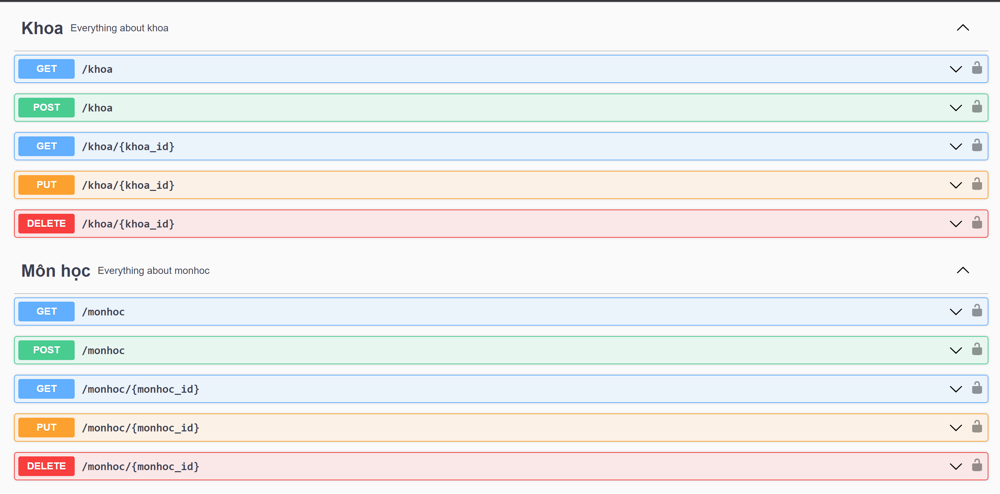 Khoa Everything about khoa
GET /khoa
POST /khoa
GET /khoa/{khoa_id}
PUT /khoa/{khoa_id}
DELETE /khoa/{khoa_id}
Môn học Everything about monhoc
GET /monhoc
POST /monhoc
GET /monhoc/{monhoc_id}
PUT /monhoc/{monhoc_id}
DELETE /monhoc/{monhoc_id}